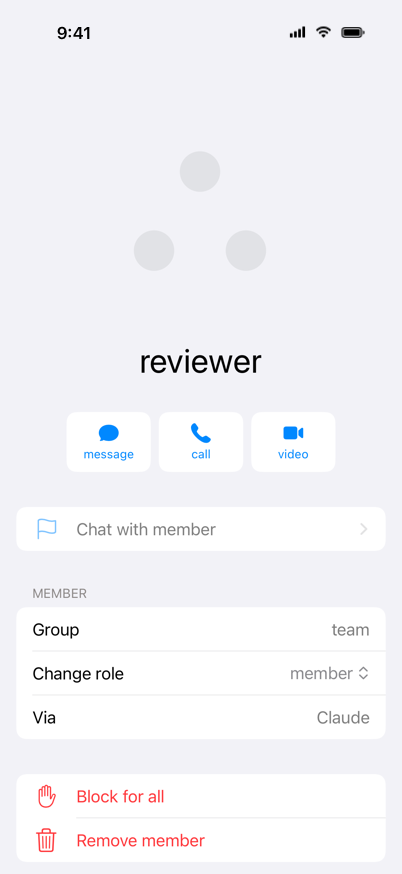 9:41
reviewer
message
call
video
Chat with member
MEMBER
Group team
Change role member
Via Claude
Block for all
Remove member